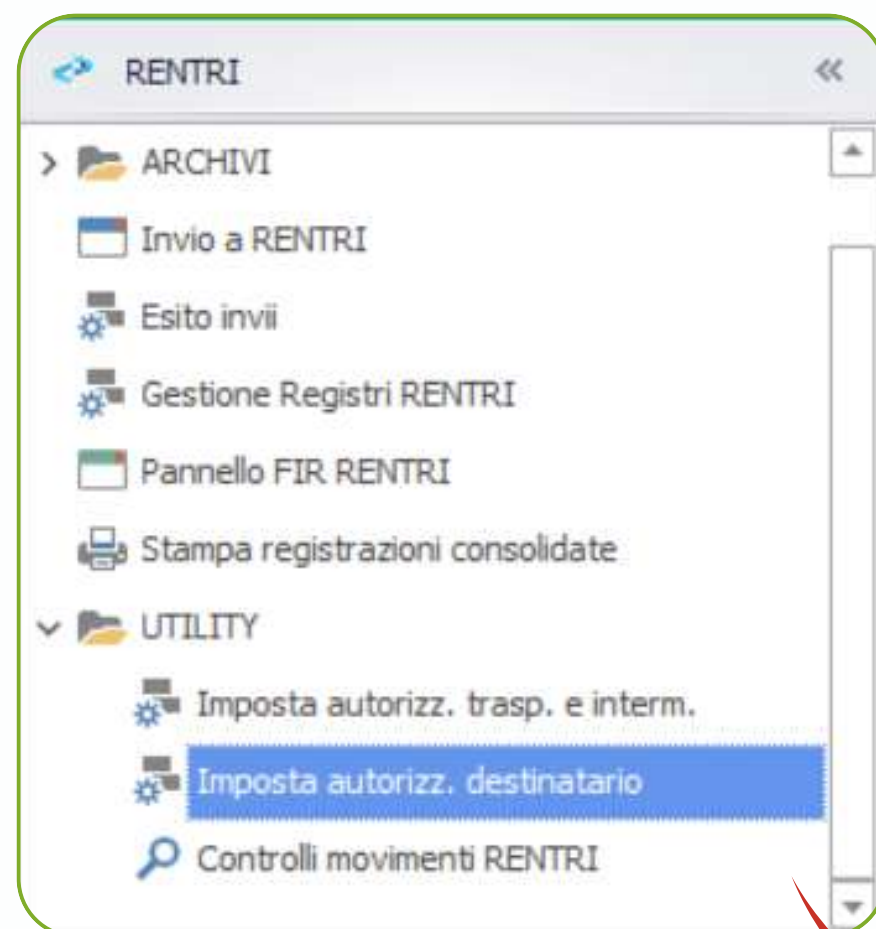 RENTRI
ARCHIVI
Invio a RENTRI
Esito invii
Gestione Registri RENTRI
Pannello FIR RENTRI
Stampa registrazioni consolidate
UTILITY
Imposta autorizz. trasp. e interm.
Imposta autorizz. destinatario
Controlli movimenti RENTRI